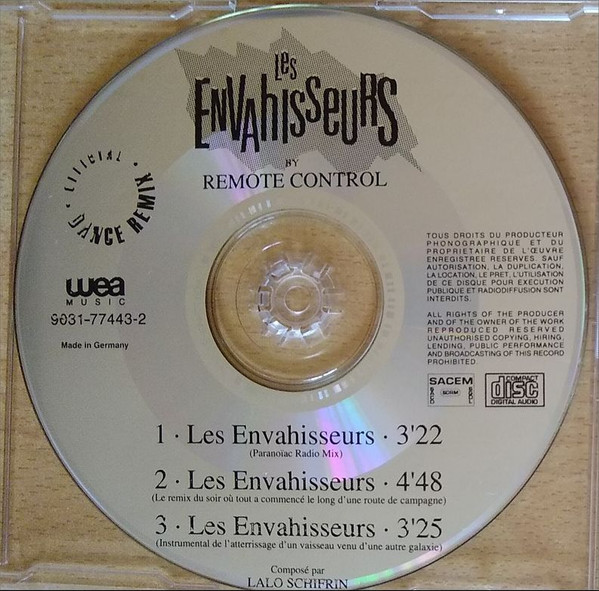 Les
ENVAhissEURS
BY
REMOTE CONTROL
• OFFICIAL •
DANCE REMIX
wea
MUSIC
9031-77443-2
Made in Germany
TOUS DROITS DU PRODUCTEUR
PHONOGRAPHIQUE ET DU
PROPRIETAIRE DE L'ŒUVRE
ENREGISTREE RESERVES. SAUF
AUTORISATION, LA DUPLICATION,
LA LOCATION, LE PRET, L'UTILISATION
DE CE DISQUE POUR EXECUTION
PUBLIQUE ET RADIODIFFUSION SONT
INTERDITS.
ALL RIGHTS OF THE PRODUCER
AND OF THE OWNER OF THE WORK
REPRODUCED RESERVED
UNAUTHORISED COPYING, HIRING,
LENDING, PUBLIC PERFORMANCE
AND BROADCASTING OF THIS RECORD
PROHIBITED.
SACEM
SDRM
COMPACT
disc
DIGITAL AUDIO
1 · Les Envahisseurs · 3'22
(Paranoïac Radio Mix)
2 · Les Envahisseurs · 4'48
(Le remix du soir où tout a commencé le long d'une route de campagne)
3 · Les Envahisseurs · 3'25
(Instrumental de l'atterrissage d'un vaisseau venu d'une autre galaxie)
Composé par
LALO SCHIFRIN